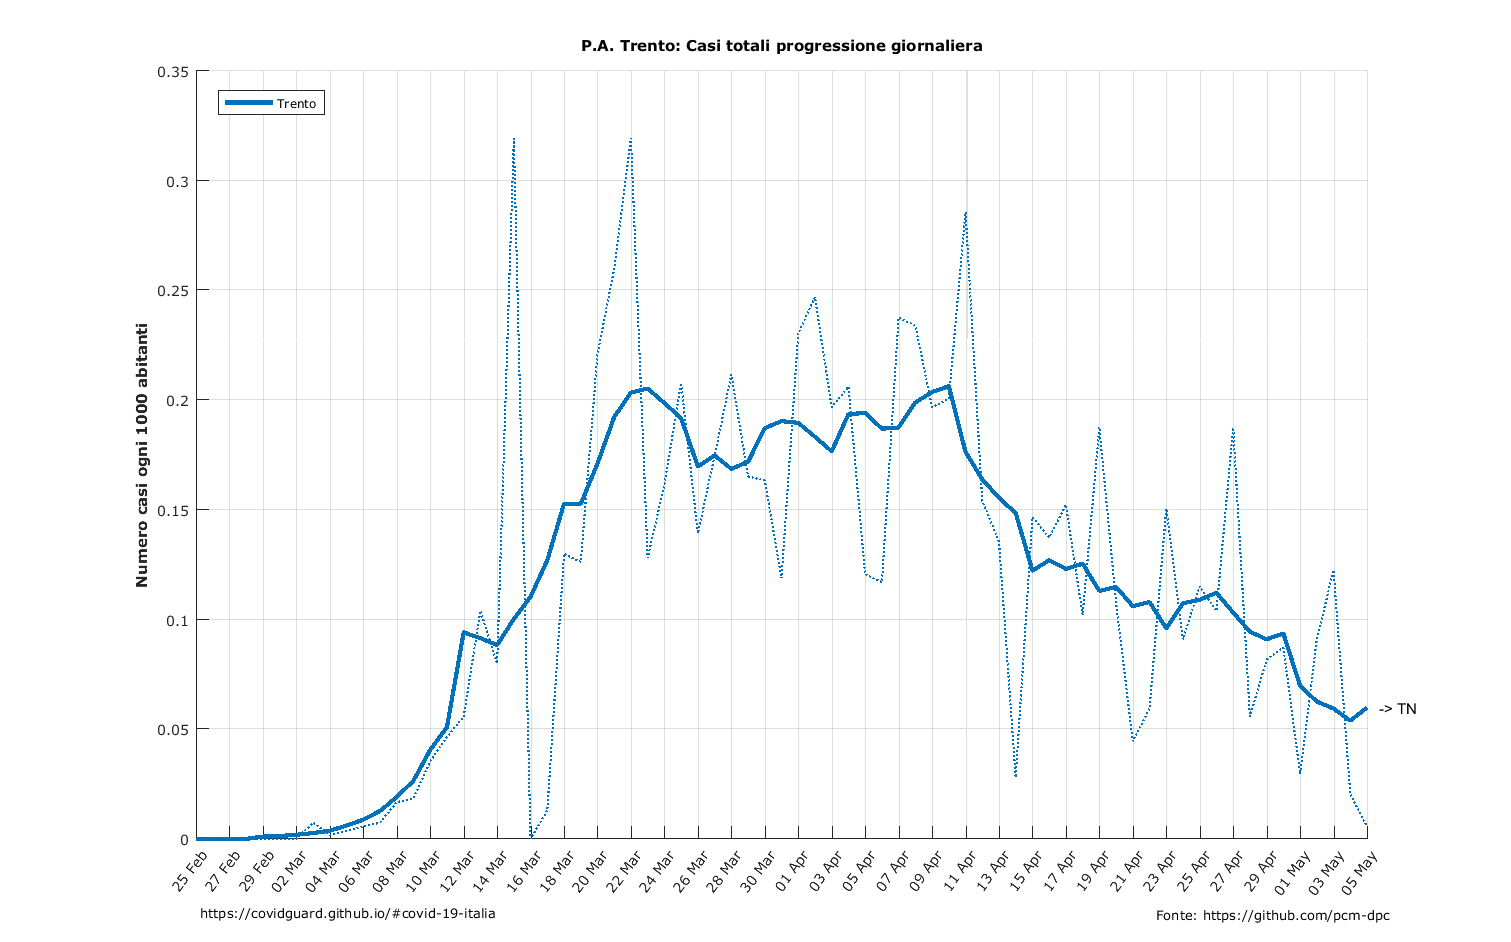 P.A. Trento: Casi totali progressione giornaliera
0.35
Trento
0.3
0.25
0.2
0.15
0.1
0.05
0
Numero casi ogni 1000 abitanti
-> TN
25 Feb
27 Feb
29 Feb
02 Mar
04 Mar
06 Mar
08 Mar
10 Mar
12 Mar
14 Mar
16 Mar
18 Mar
20 Mar
22 Mar
24 Mar
26 Mar
28 Mar
30 Mar
01 Apr
03 Apr
05 Apr
07 Apr
09 Apr
11 Apr
13 Apr
15 Apr
17 Apr
19 Apr
21 Apr
23 Apr
25 Apr
27 Apr
29 Apr
01 May
03 May
05 May
https://covidguard.github.io/#covid-19-italia
Fonte: https://github.com/pcm-dpc